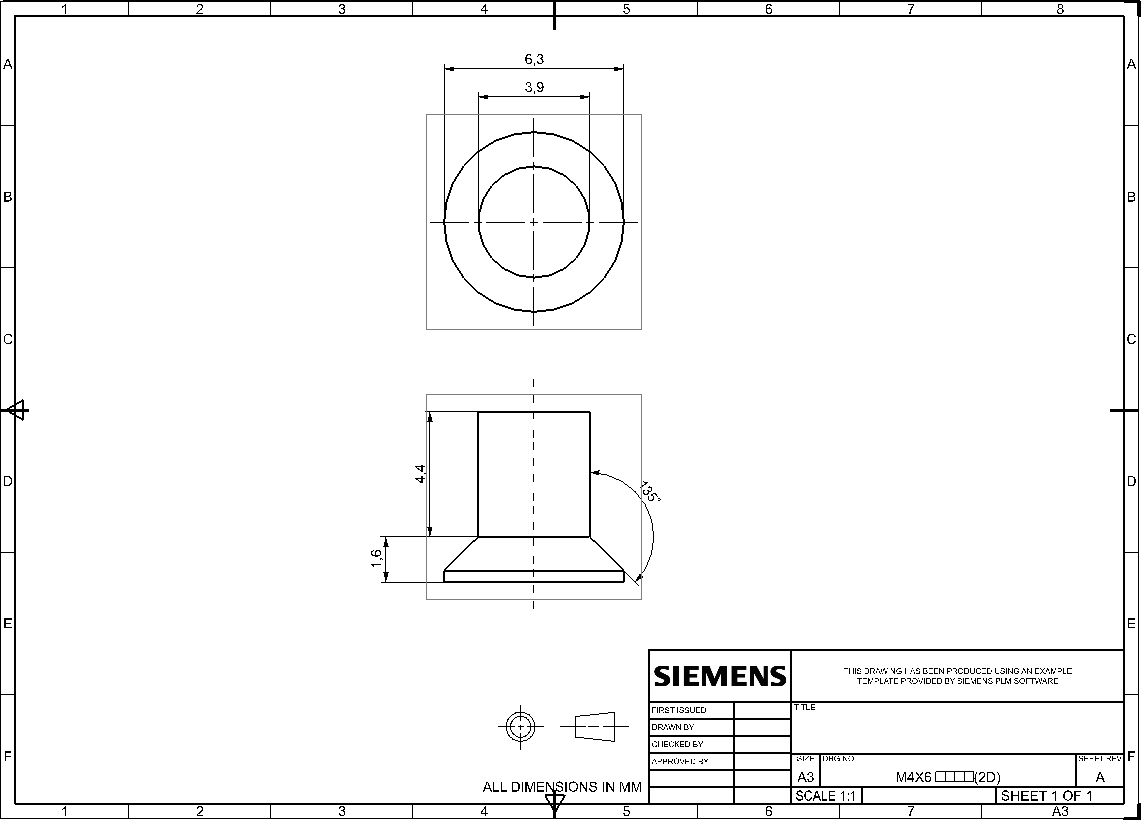 1 2 3 4 5 6 7 8
A A
6,3
3,9
B B
C C
4,4
135°
D D
1,6
E E
SIEMENS
THIS DRAWING HAS BEEN PRODUCED USING AN EXAMPLE
TEMPLATE PROVIDED BY SIEMENS PLM SOFTWARE
FIRST ISSUED
TITLE
DRAWN BY
CHECKED BY
APPROVED BY
F F
SIZE DRG NO. SHEET REV
A3 M4X6 □□□□(2D) A
ALL DIMENSIONS IN MM
SCALE 1:1 SHEET 1 OF 1
1 2 3 4 5 6 7 A3